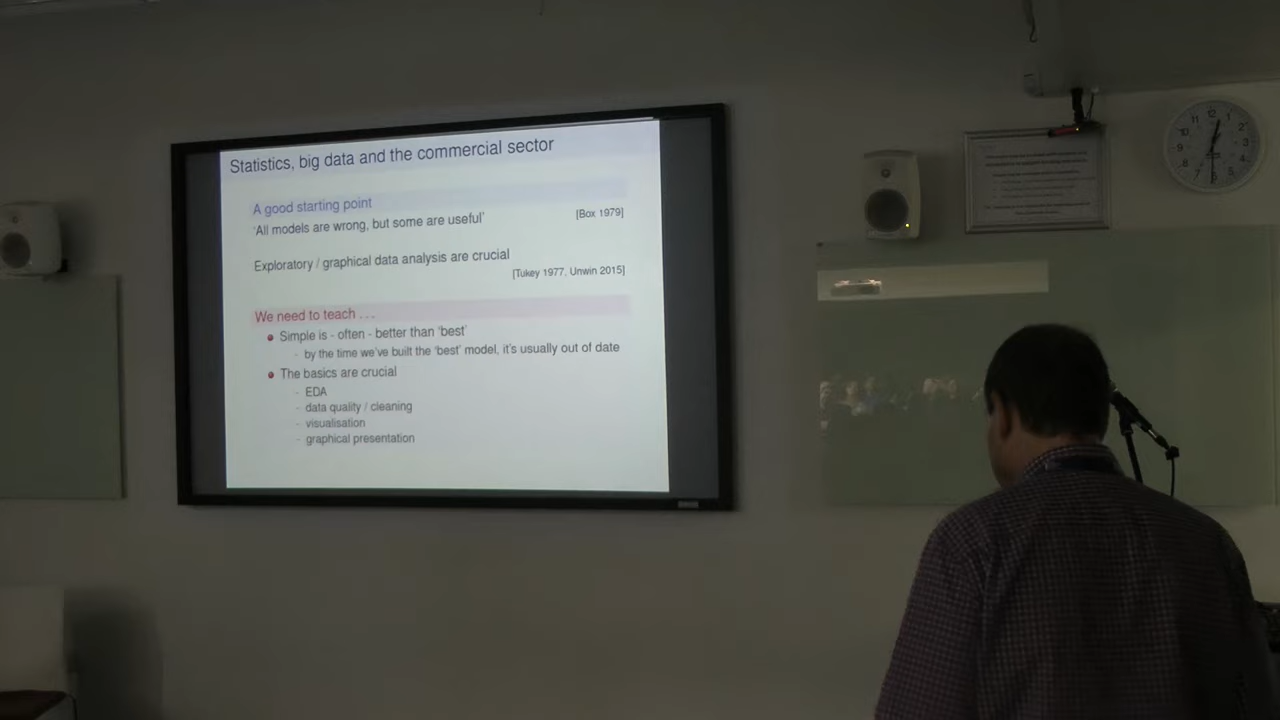 Statistics, big data and the commercial sector
A good starting point
'All models are wrong, but some are useful'
[Box 1979]
Exploratory / graphical data analysis are crucial
[Tukey 1977, Unwin 2015]
We need to teach . . .
Simple is - often - better than 'best'
- by the time we've built the 'best' model, it's usually out of date
The basics are crucial
- EDA
- data quality / cleaning
- visualisation
- graphical presentation